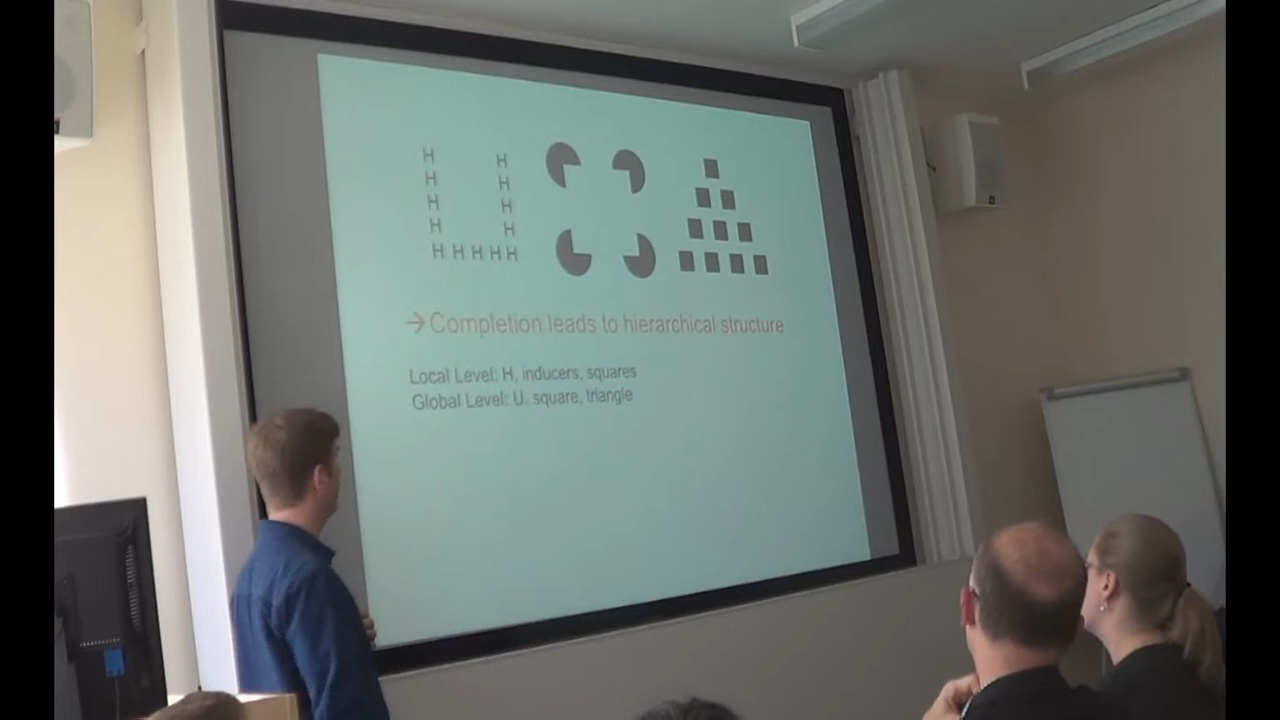 H H
H H
H H
H H
H H H H H
→Completion leads to hierarchical structure
Local Level: H, inducers, squares
Global Level: U, square, triangle